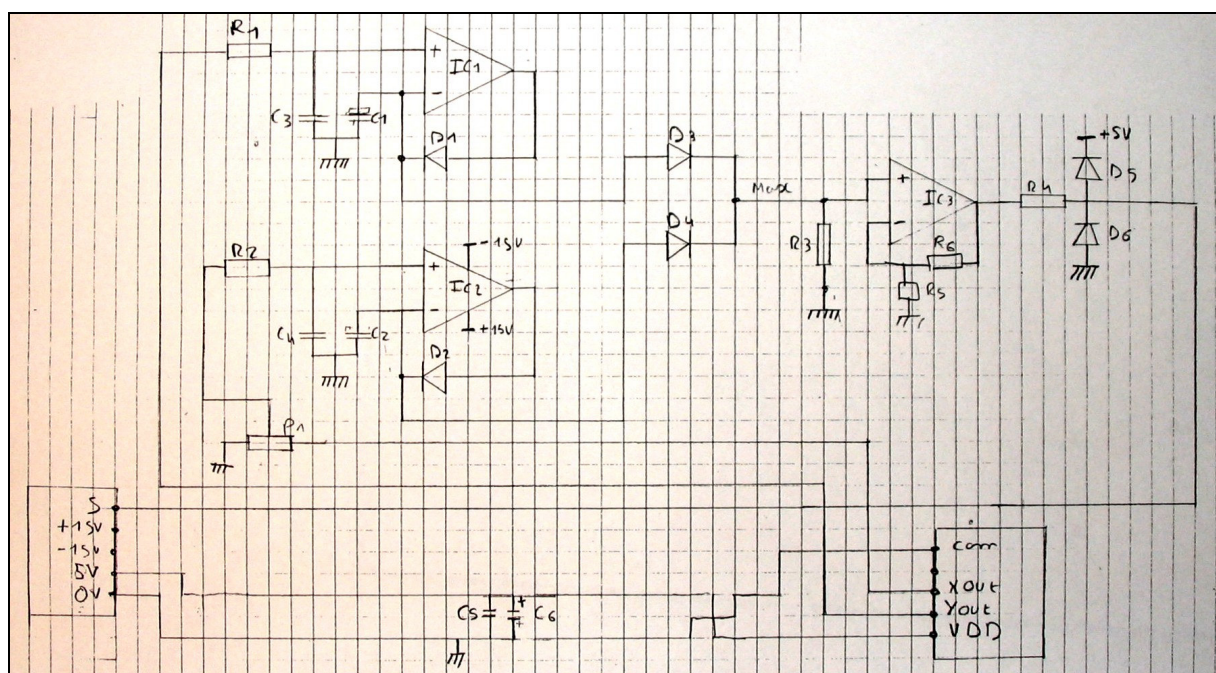 R1
+
IC1
-
C3
C1
D1
D3
+5V
D5
Max
+
IC3
-
R4
D4
D6
R3
R6
R5
R2
-15V
+
IC2
-
+15V
C4
C2
D2
P1
S
+15V
-15V
5V
0V
C5
+
+
C6
com
Xout
Yout
VDD